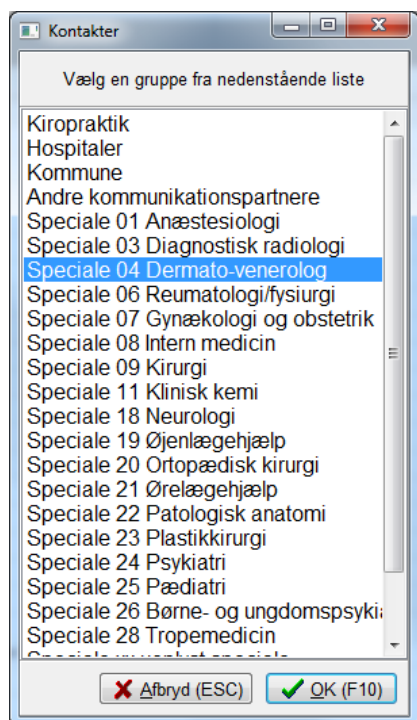 Kontakter
Vælg en gruppe fra nedenstående liste
Kiropraktik
Hospitaler
Kommune
Andre kommunikationspartnere
Speciale 01 Anæstesiologi
Speciale 03 Diagnostisk radiologi
Speciale 04 Dermato-venerolog
Speciale 06 Reumatologi/fysiurgi
Speciale 07 Gynækologi og obstetrik
Speciale 08 Intern medicin
Speciale 09 Kirurgi
Speciale 11 Klinisk kemi
Speciale 18 Neurologi
Speciale 19 Øjenlægehjælp
Speciale 20 Ortopædisk kirurgi
Speciale 21 Ørelægehjælp
Speciale 22 Patologisk anatomi
Speciale 23 Plastikkirurgi
Speciale 24 Psykiatri
Speciale 25 Pædiatri
Speciale 26 Børne- og ungdomspsykia
Speciale 28 Tropemedicin
Afbryd (ESC) OK (F10)